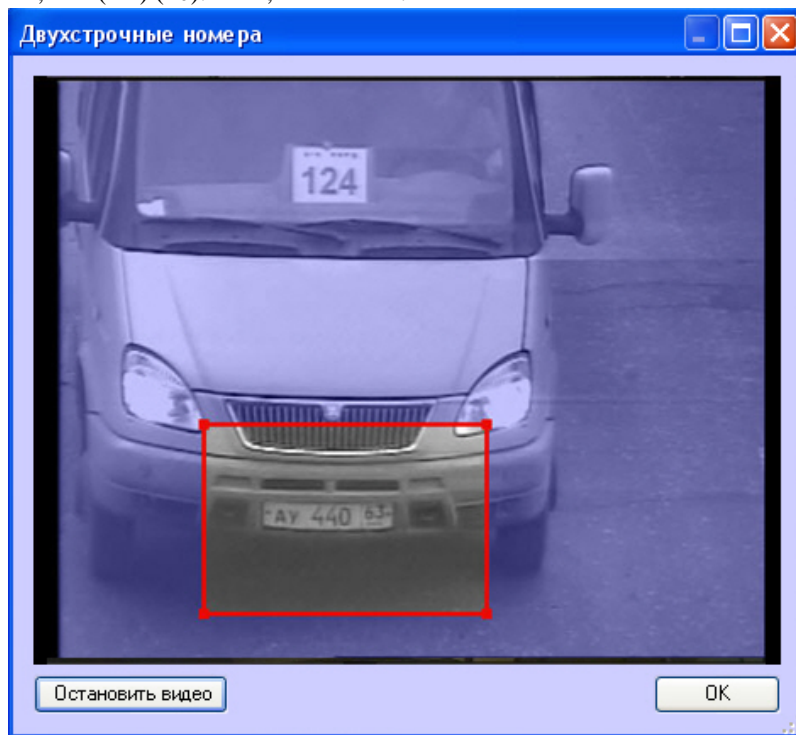 Двухстрочные номера
124
АУ 440 63
Остановить видео
OK